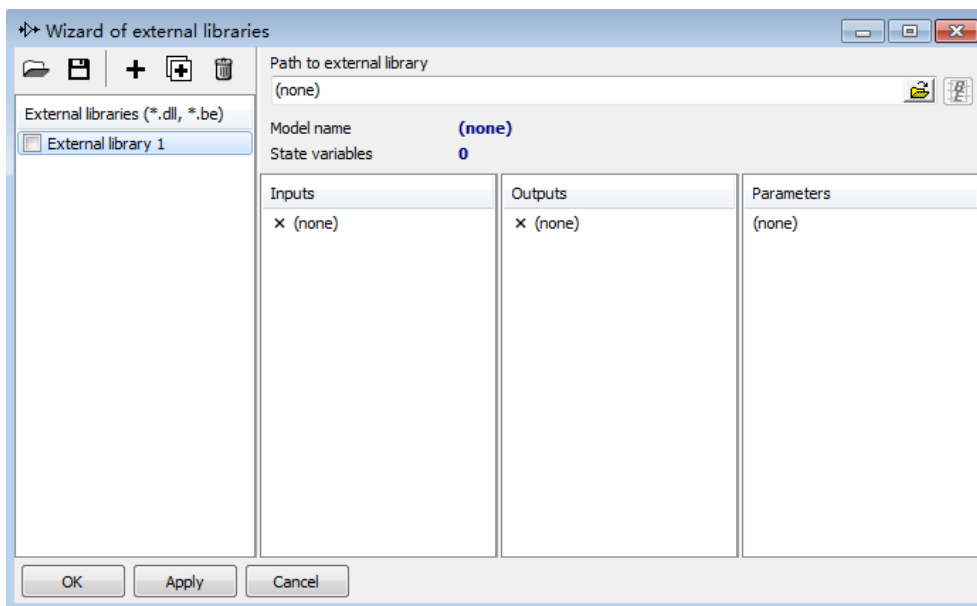 Wizard of external libraries
Path to external library
(none)
External libraries (*.dll, *.be)
External library 1
Model name (none)
State variables 0
Inputs Outputs Parameters
× (none) × (none) (none)
OK Apply Cancel